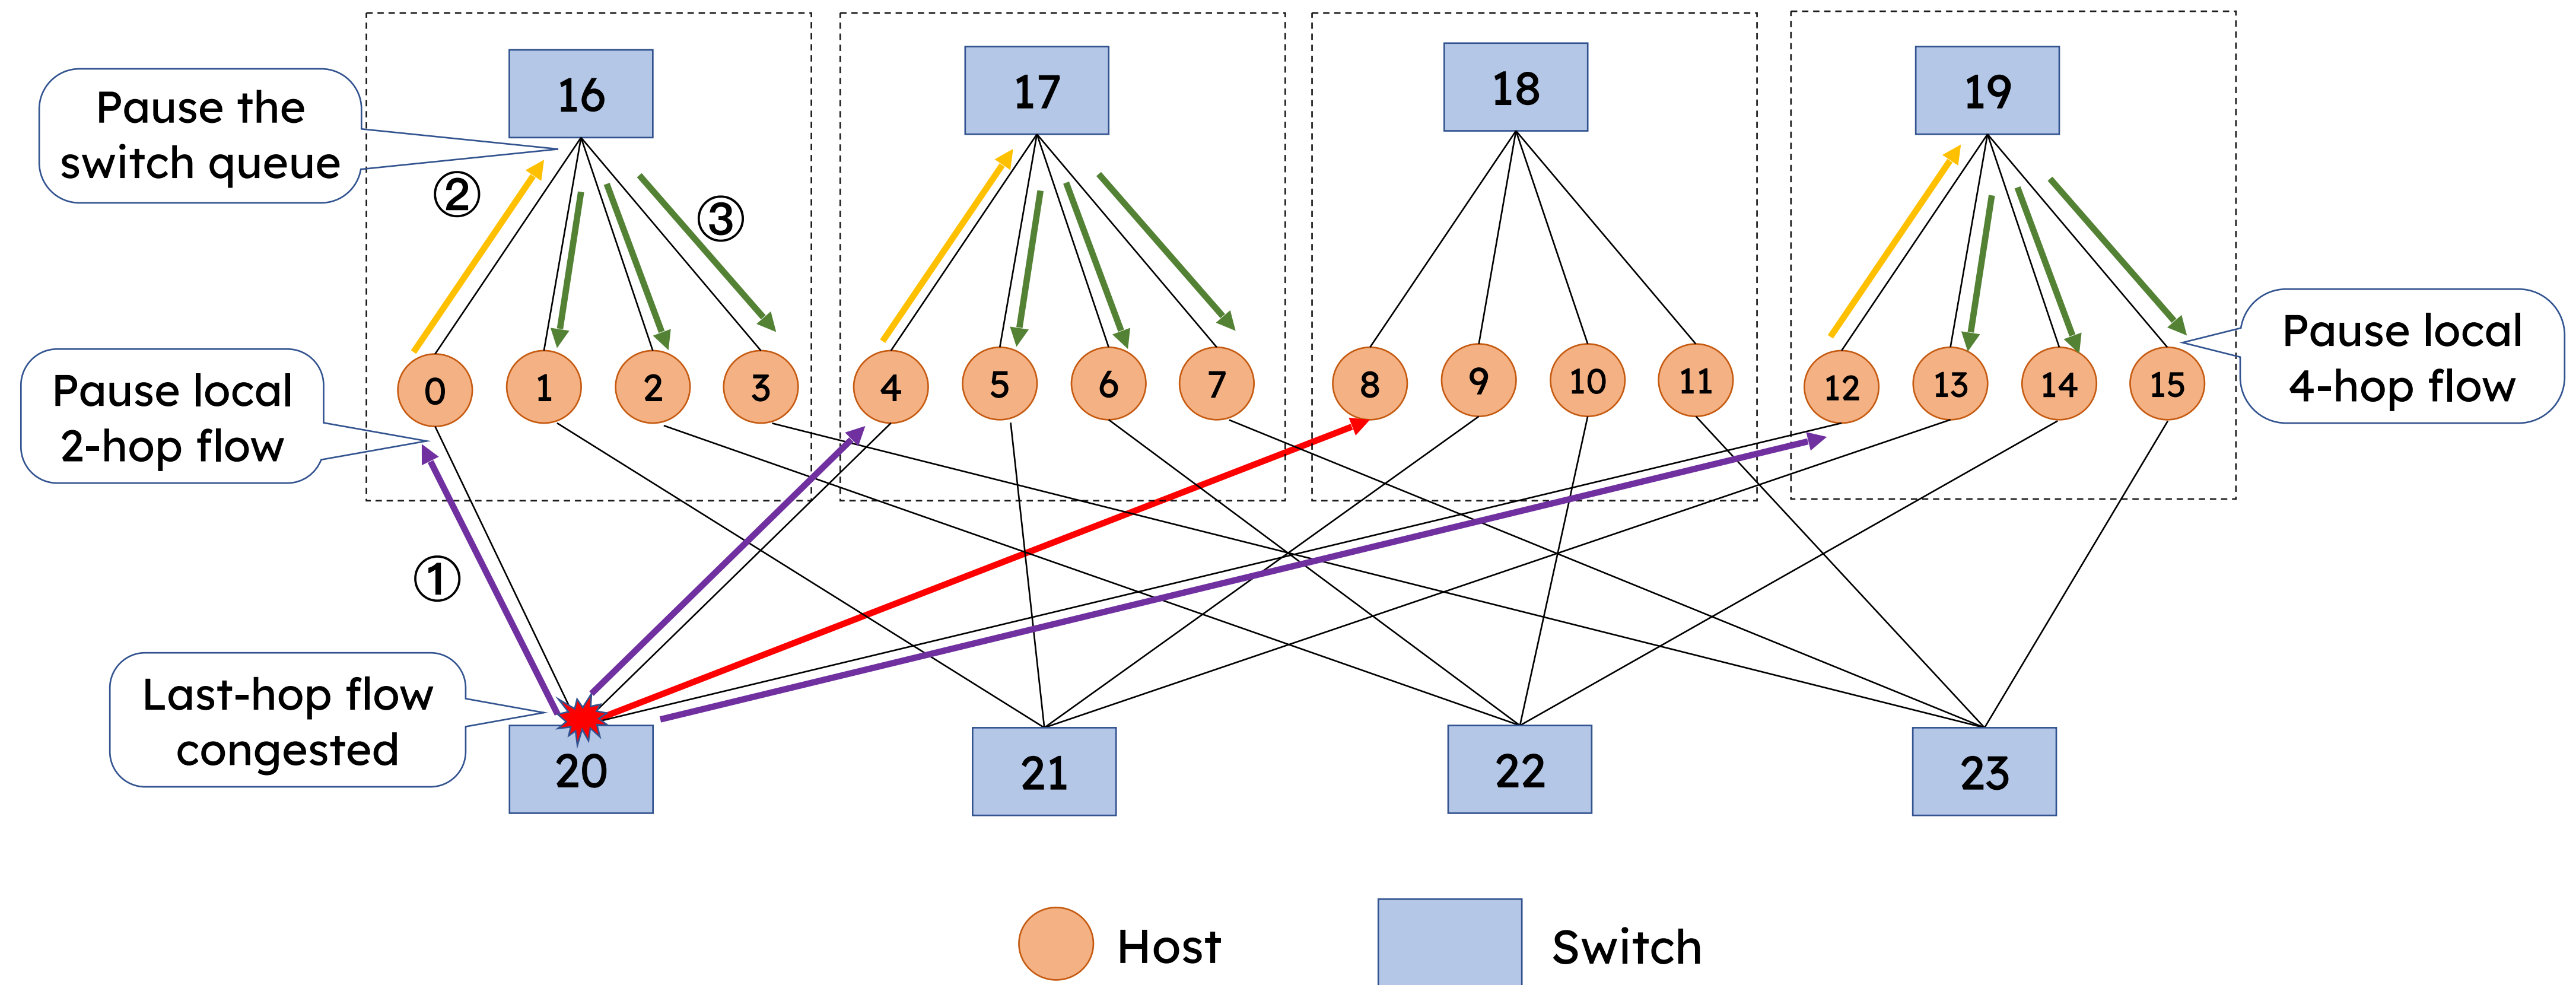 16
17
18
19
Pause the
switch queue
②
③
0
1
2
3
4
5
6
7
8
9
10
11
12
13
14
15
Pause local
4-hop flow
Pause local
2-hop flow
①
Last-hop flow
congested
20
21
22
23
Host
Switch